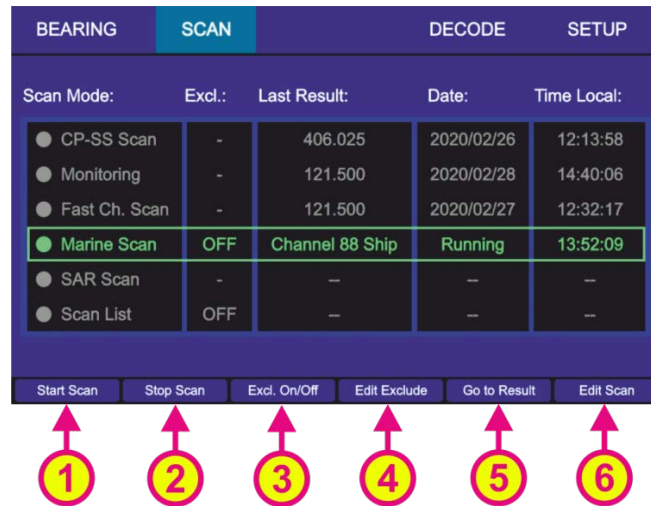 BEARING SCAN DECODE SETUP
Scan Mode: Excl.: Last Result: Date: Time Local:
CP-SS Scan - 406.025 2020/02/26 12:13:58
Monitoring - 121.500 2020/02/28 14:40:06
Fast Ch. Scan - 121.500 2020/02/27 12:32:17
Marine Scan OFF Channel 88 Ship Running 13:52:09
SAR Scan - -- -- --
Scan List OFF -- -- --
Start Scan Stop Scan Excl. On/Off Edit Exclude Go to Result Edit Scan
1 2 3 4 5 6